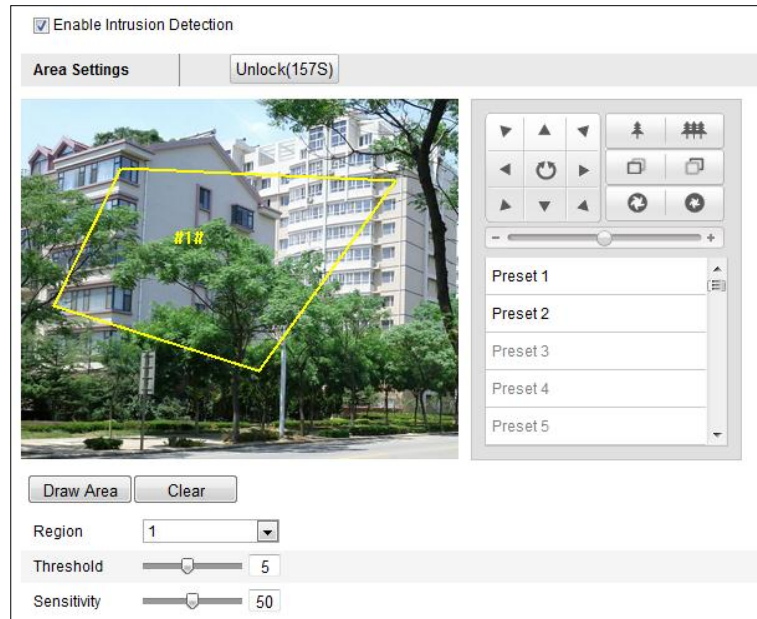 Enable Intrusion Detection
Area Settings
Unlock(157S)
#1#
Preset 1
Preset 2
Preset 3
Preset 4
Preset 5
Draw Area
Clear
Region
1
Threshold
5
Sensitivity
50